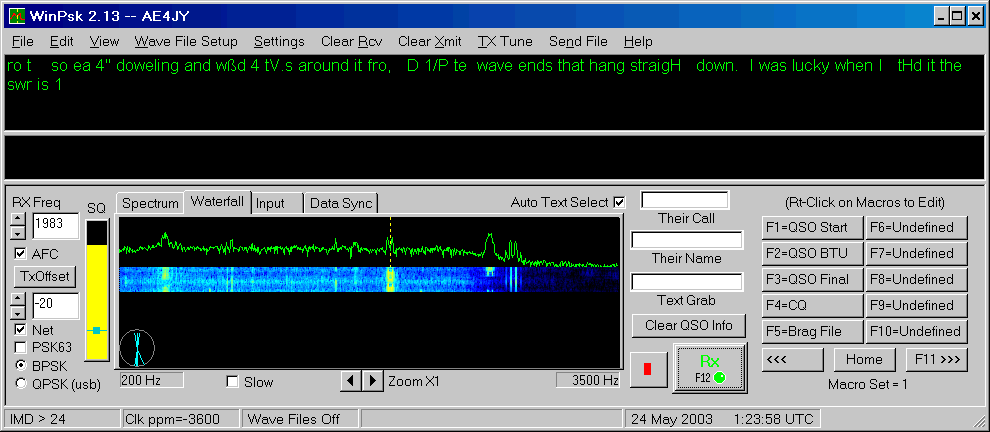 WinPsk 2.13 -- AE4JY
File Edit View Wave File Setup Settings Clear Rcv Clear Xmit TX Tune Send File Help
ro t so ea 4" doweling and wßd 4 tV.s around it fro, D 1/P te wave ends that hang straigH down. I was lucky when I tHd it the
swr is 1
RX Freq SQ Spectrum Waterfall Input Data Sync Auto Text Select
1983
AFC
TxOffset
-20
Net
PSK63
BPSK
QPSK (usb)
200 Hz Slow Zoom X1 3500 Hz
Their Call
Their Name
Text Grab
Clear QSO Info
Rx
F12
(Rt-Click on Macros to Edit)
F1=QSO Start F6=Undefined
F2=QSO BTU F7=Undefined
F3=QSO Final F8=Undefined
F4=CQ F9=Undefined
F5=Brag File F10=Undefined
<<< Home F11 >>>
Macro Set = 1
IMD > 24 Clk ppm=-3600 Wave Files Off 24 May 2003 1:23:58 UTC